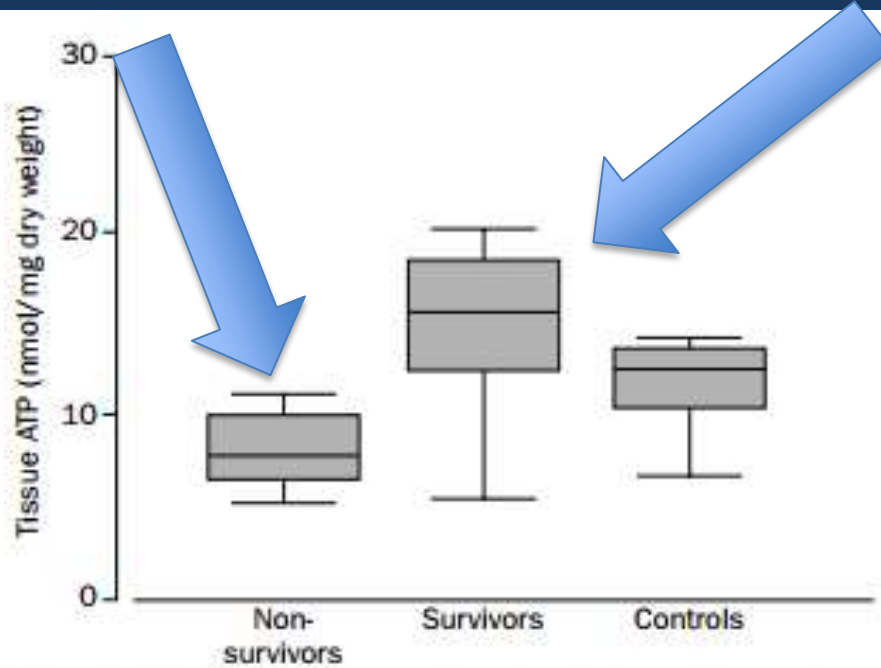 Tissue ATP (nmol/mg dry weight)
30
20
10
0
Non-
survivors
Survivors
Controls